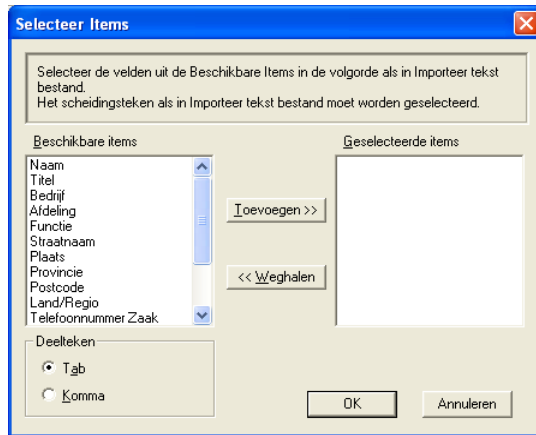 Selecteer Items
Selecteer de velden uit de Beschikbare Items in de volgorde als in Importeer tekst
bestand.
Het scheidingsteken als in Importeer tekst bestand moet worden geselecteerd.
Beschikbare items
Geselecteerde items
Naam
Titel
Bedrijf
Afdeling
Functie
Straatnaam
Plaats
Provincie
Postcode
Land/Regio
Telefoonnummer Zaak
Toevoegen >>
<< Weghalen
Deelteken
Tab
Komma
OK
Annuleren